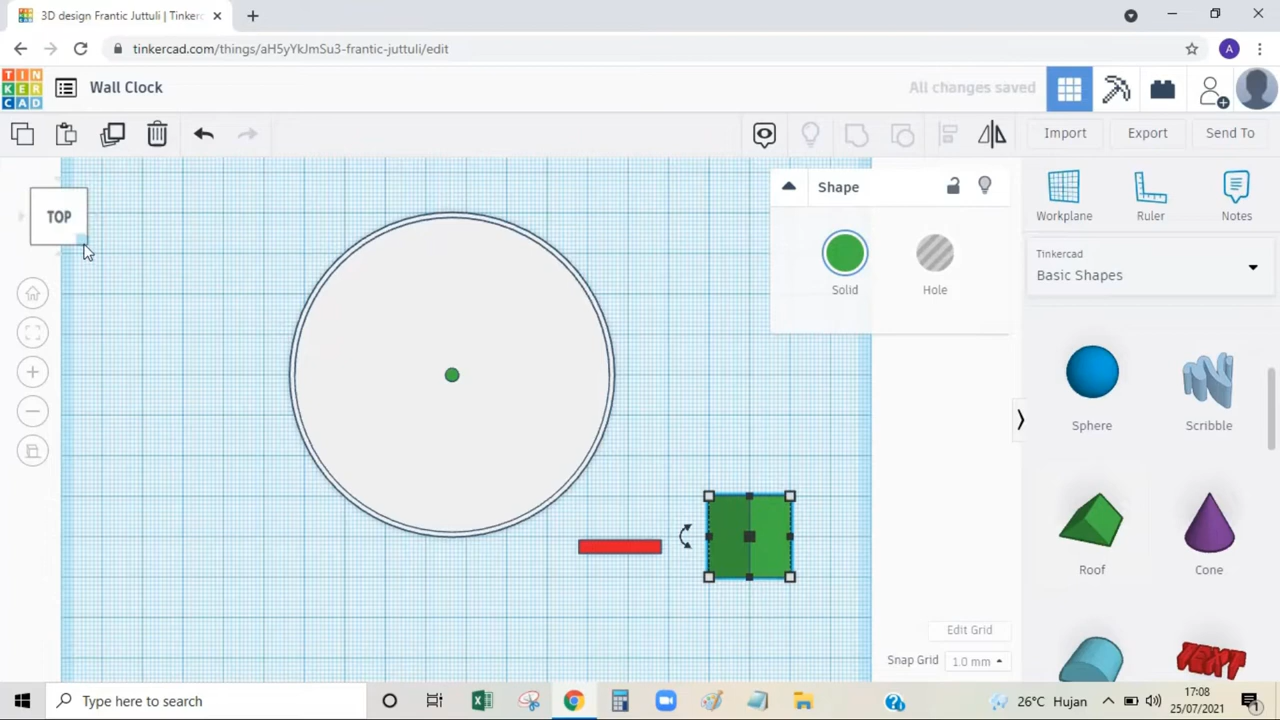 3D design Frantic Juttuli | Tinkerc
tinkercad.com/things/aH5yYkJmSu3-frantic-juttuli/edit
A
TIN
KER
CAD
Wall Clock
All changes saved
Import
Export
Send To
TOP
Shape
Solid
Hole
Workplane
Ruler
Notes
Tinkercad
Basic Shapes
Sphere
Scribble
Roof
Cone
TEXT
Edit Grid
Snap Grid
1.0 mm
Type here to search
26°C Hujan
17:08
25/07/2021
1